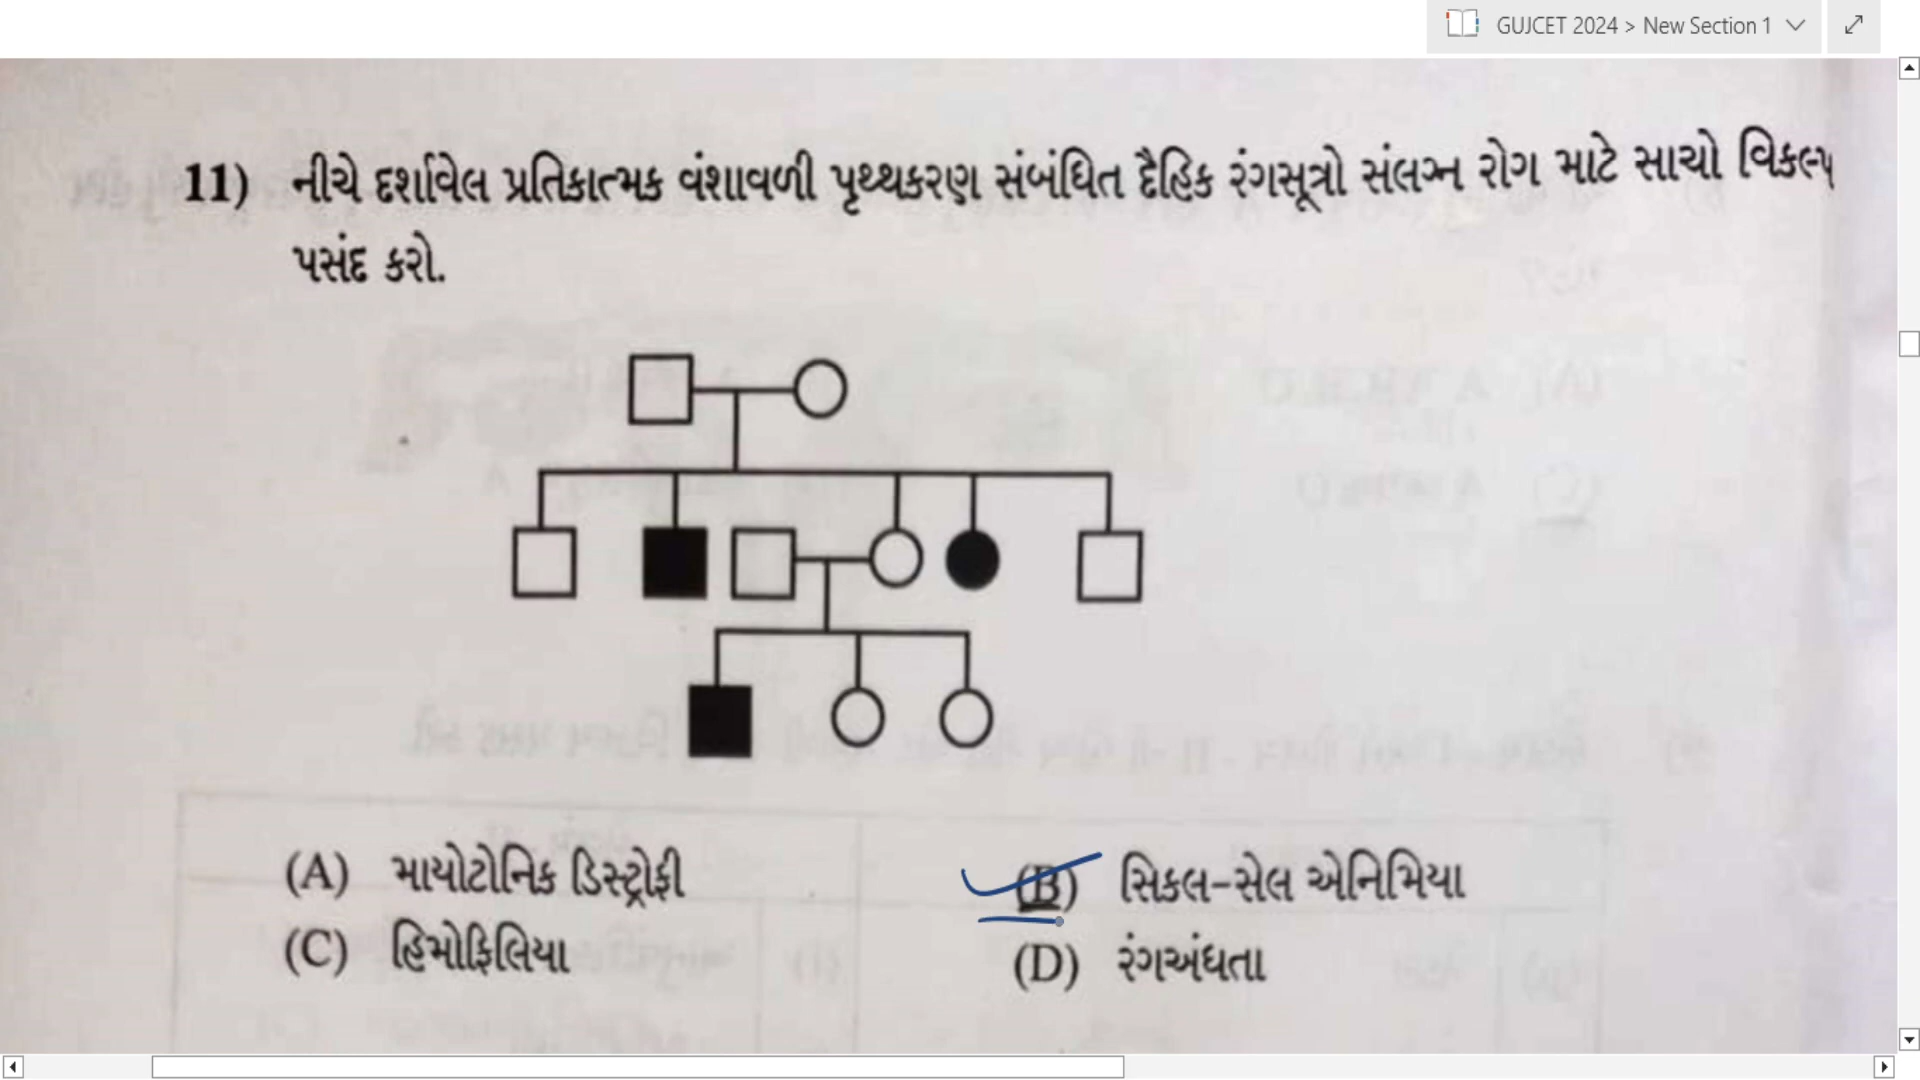 GUJCET 2024 > New Section 1
11) નીચે દર્શાવેલ પ્રતિકાત્મક વંશાવળી પૃથ્થકરણ સંબંધિત દૈહિક રંગસૂત્રો સંલગ્ન રોગ માટે સાચો વિકલ્પ
પસંદ કરો.
(A) માયોટોનિક ડિસ્ટ્રોફી
(B) સિકલ-સેલ એનિમિયા
(C) હિમોફિલિયા
(D) રંગઅંધતા